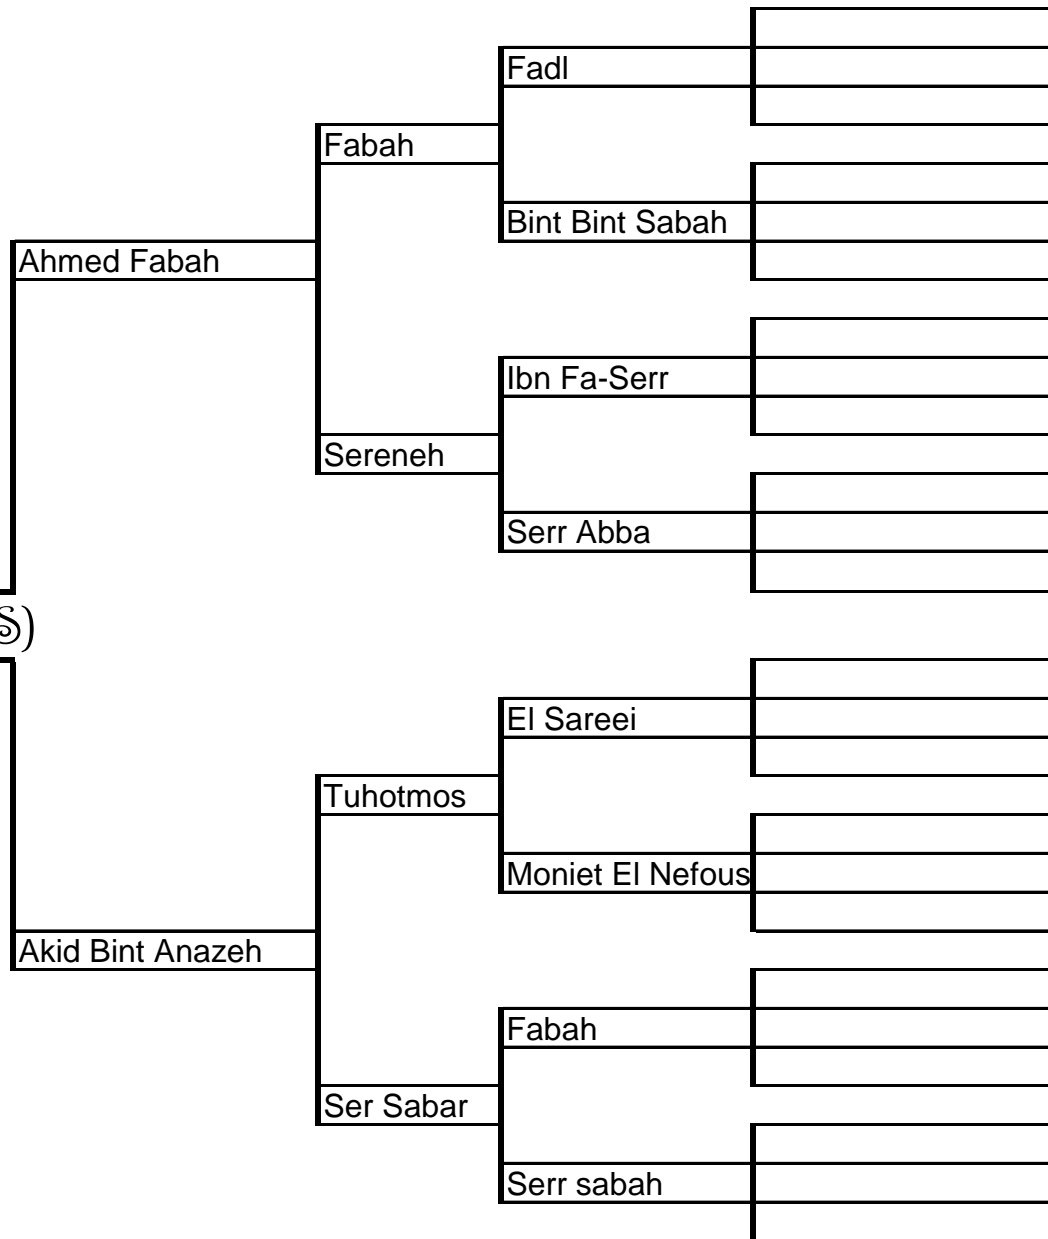 Fadl
Fabah
Bint Bint Sabah
Ahmed Fabah
Ibn Fa-Serr
Sereneh
Serr Abba
S)
El Sareei
Tuhotmos
Moniet El Nefous
Akid Bint Anazeh
Fabah
Ser Sabar
Serr sabah